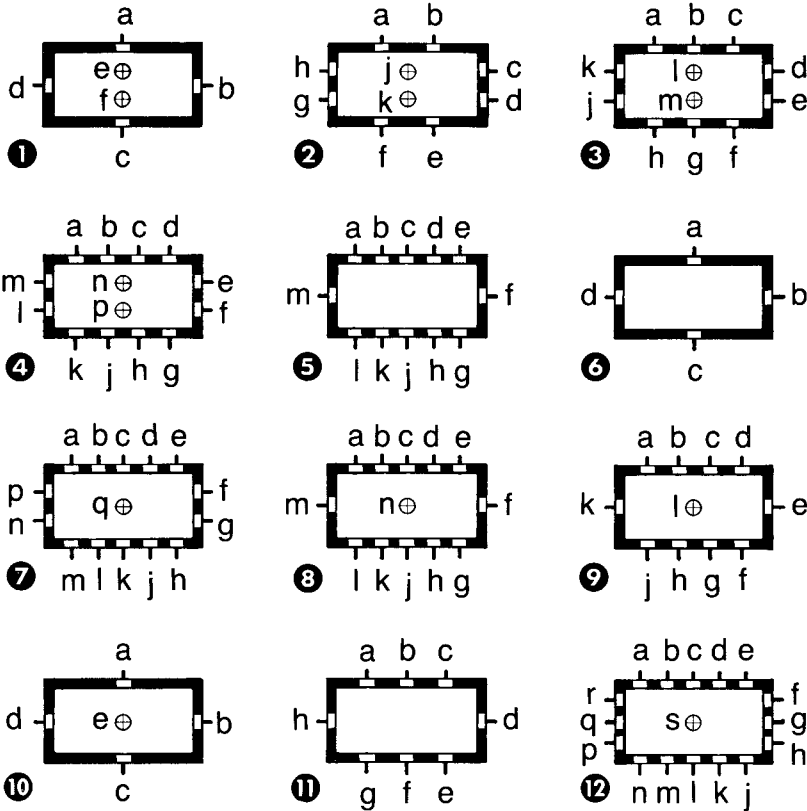 a
e
d b
f
c
1
a b
h j c
g k d
f e
2
a b c
k l d
j m e
h g f
3
a b c d
m n e
l p f
k j h g
4
a b c d e
m f
l k j h g
5
a
d b
c
6
a b c d e
p f
q
n g
m l k j h
7
a b c d e
m n f
l k j h g
8
a b c d
k l e
j h g f
9
a
d e b
c
10
a b c
h d
g f e
11
a b c d e
r f
q s g
p h
n m l k j
12